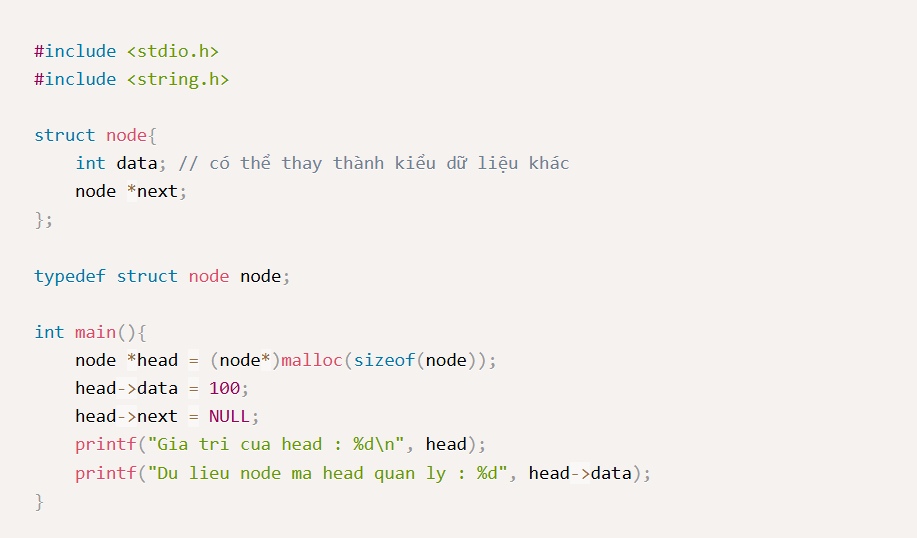 #include <stdio.h>
#include <string.h>
struct node{
    int data; // có thể thay thành kiểu dữ liệu khác
    node *next;
};
typedef struct node node;
int main(){
    node *head = (node*)malloc(sizeof(node));
    head->data = 100;
    head->next = NULL;
    printf("Gia tri cua head : %d\n", head);
    printf("Du lieu node ma head quan ly : %d", head->data);
}